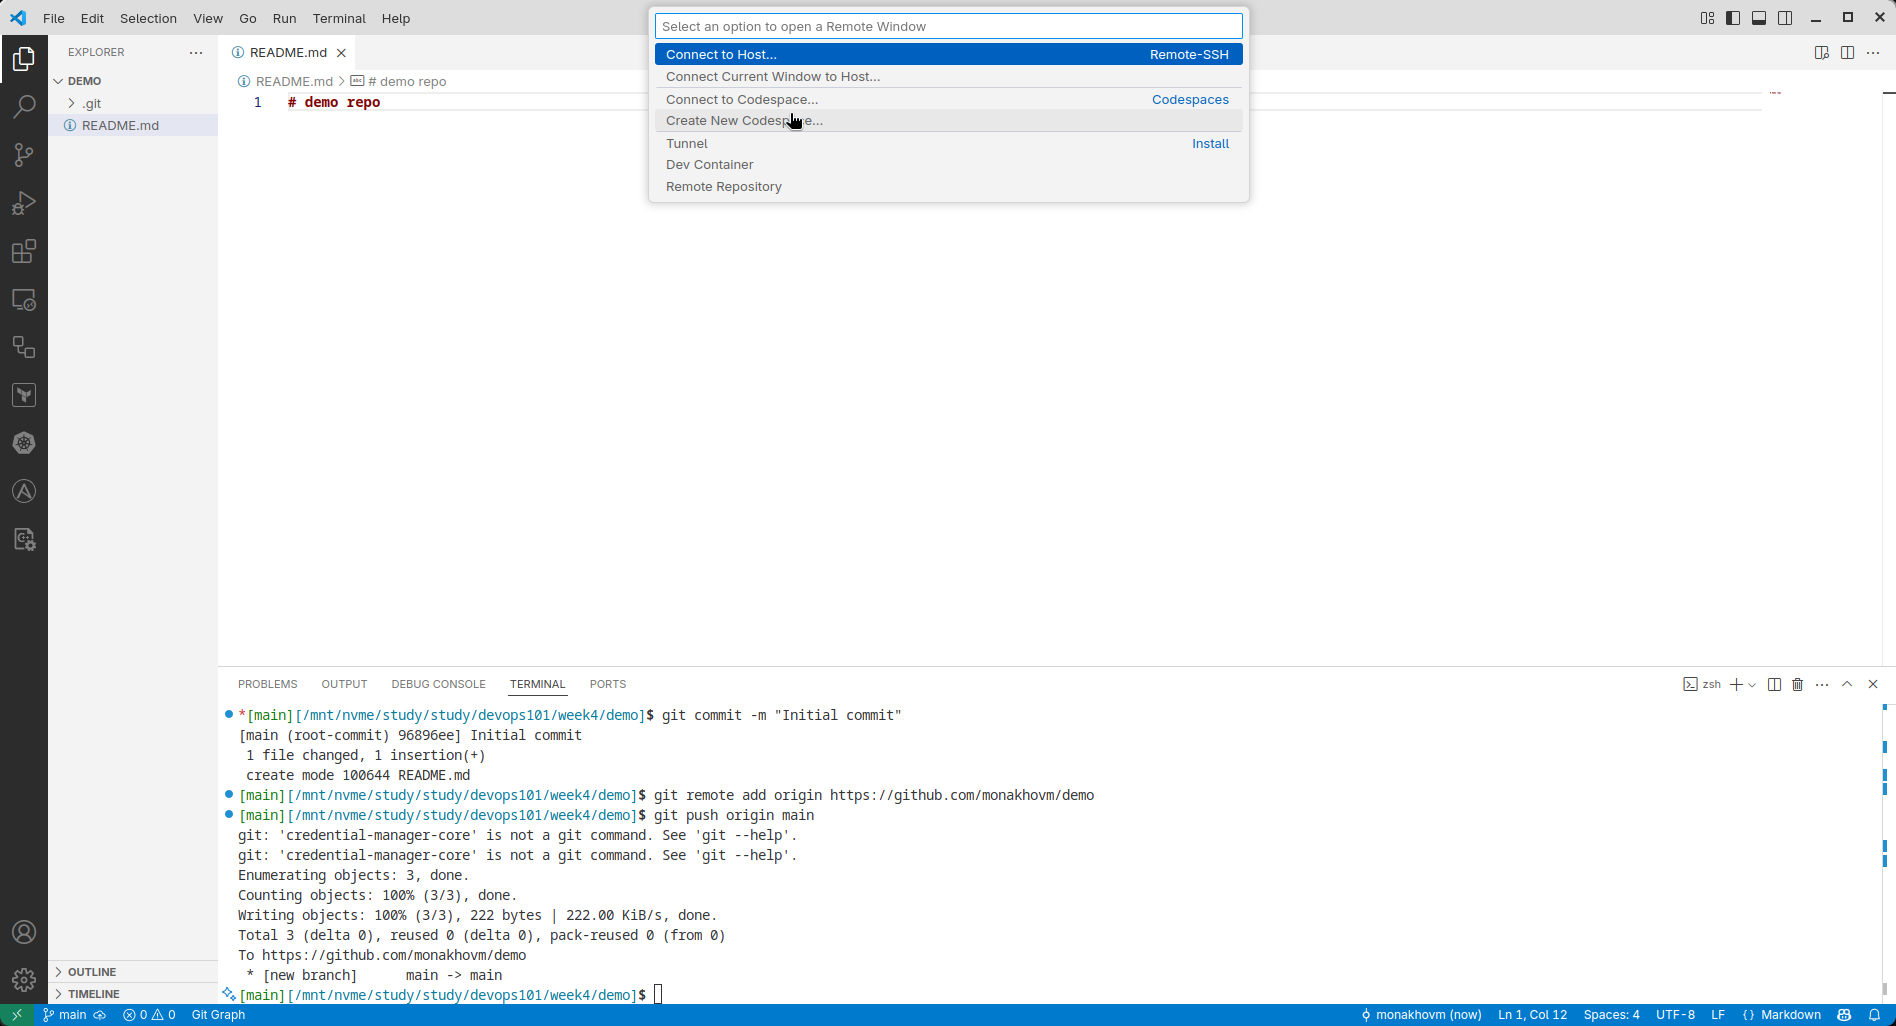 File Edit Selection View Go Run Terminal Help
Select an option to open a Remote Window
Connect to Host... Remote-SSH
Connect Current Window to Host...
Connect to Codespace... Codespaces
Create New Codespace...
Tunnel Install
Dev Container
Remote Repository
EXPLORER
DEMO
.git
README.md
README.md
README.md > # demo repo
1 # demo repo
PROBLEMS OUTPUT DEBUG CONSOLE TERMINAL PORTS
zsh
*[main][/mnt/nvme/study/study/devops101/week4/demo]$ git commit -m "Initial commit"
[main (root-commit) 96896ee] Initial commit
1 file changed, 1 insertion(+)
create mode 100644 README.md
[main][/mnt/nvme/study/study/devops101/week4/demo]$ git remote add origin https://github.com/monakhovm/demo
[main][/mnt/nvme/study/study/devops101/week4/demo]$ git push origin main
git: 'credential-manager-core' is not a git command. See 'git --help'.
git: 'credential-manager-core' is not a git command. See 'git --help'.
Enumerating objects: 3, done.
Counting objects: 100% (3/3), done.
Writing objects: 100% (3/3), 222 bytes | 222.00 KiB/s, done.
Total 3 (delta 0), reused 0 (delta 0), pack-reused 0 (from 0)
To https://github.com/monakhovm/demo
* [new branch]      main -> main
[main][/mnt/nvme/study/study/devops101/week4/demo]$
OUTLINE
TIMELINE
main 0 0 Git Graph
monakhovm (now) Ln 1, Col 12 Spaces: 4 UTF-8 LF {} Markdown